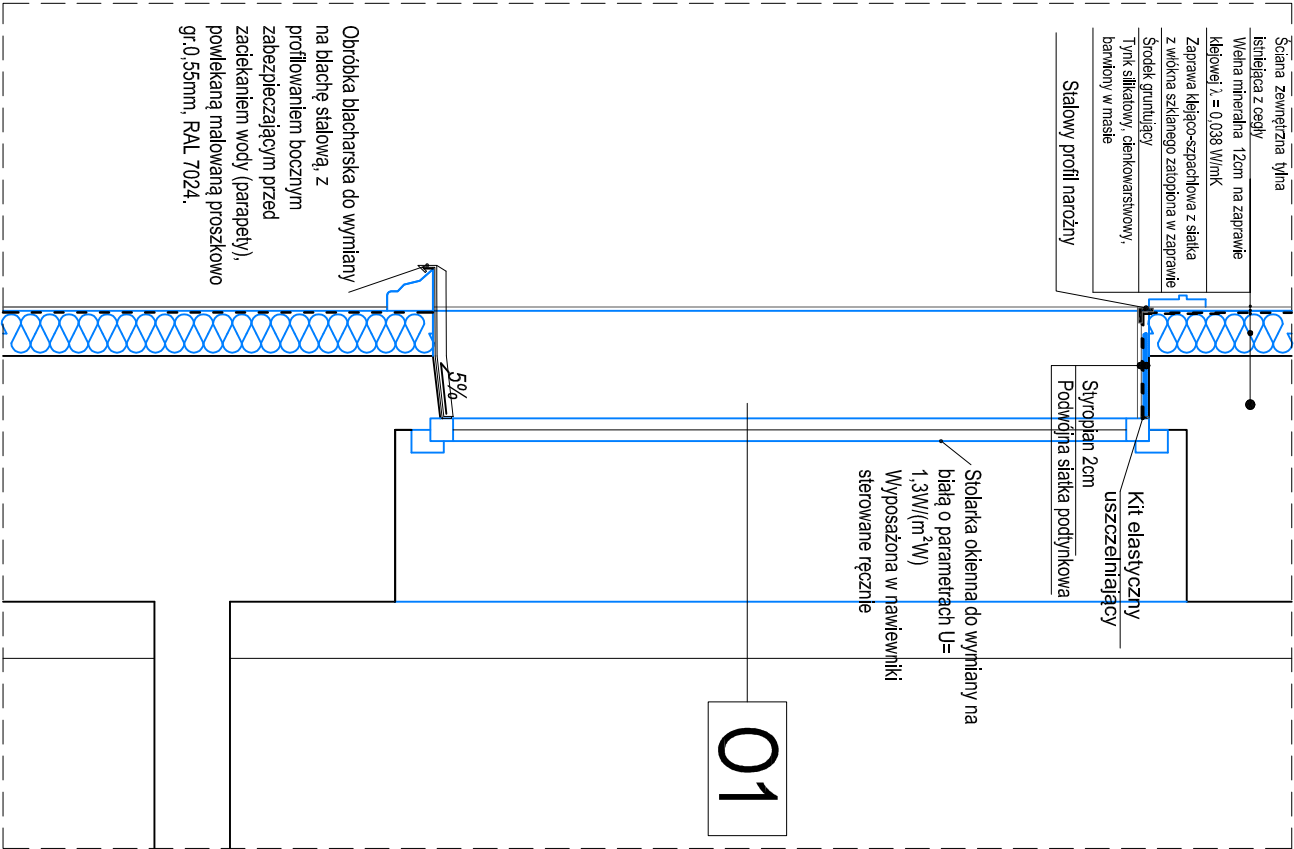 Ściana zewnętrzna tylna
istniejąca z cegły
Wełna mineralna 12cm na zaprawie
klejowej λ = 0,038 W/mK
Zaprawa klejąco-szpachlowa z siatka
z włókna szklanego zatopiona w zaprawie
Środek gruntujący
Tynk silikatowy, cienkowarstwowy,
barwiony w masie
Stalowy profil narożny
Kit elastyczny
uszczelniający
Styropian 2cm
Podwójna siatka podtynkowa
Stolarka okienna do wymiany na
białą o parametrach U=
1,3W/(m²W)
Wyposażona w nawiewniki
sterowane ręcznie
O1
5%
Obróbka blacharska do wymiany
na blachę stalową, z
profilowaniem bocznym
zabezpieczającym przed
zaciekaniem wody (parapety),
powlekaną malowaną proszkowo
gr.0,55mm, RAL 7024.